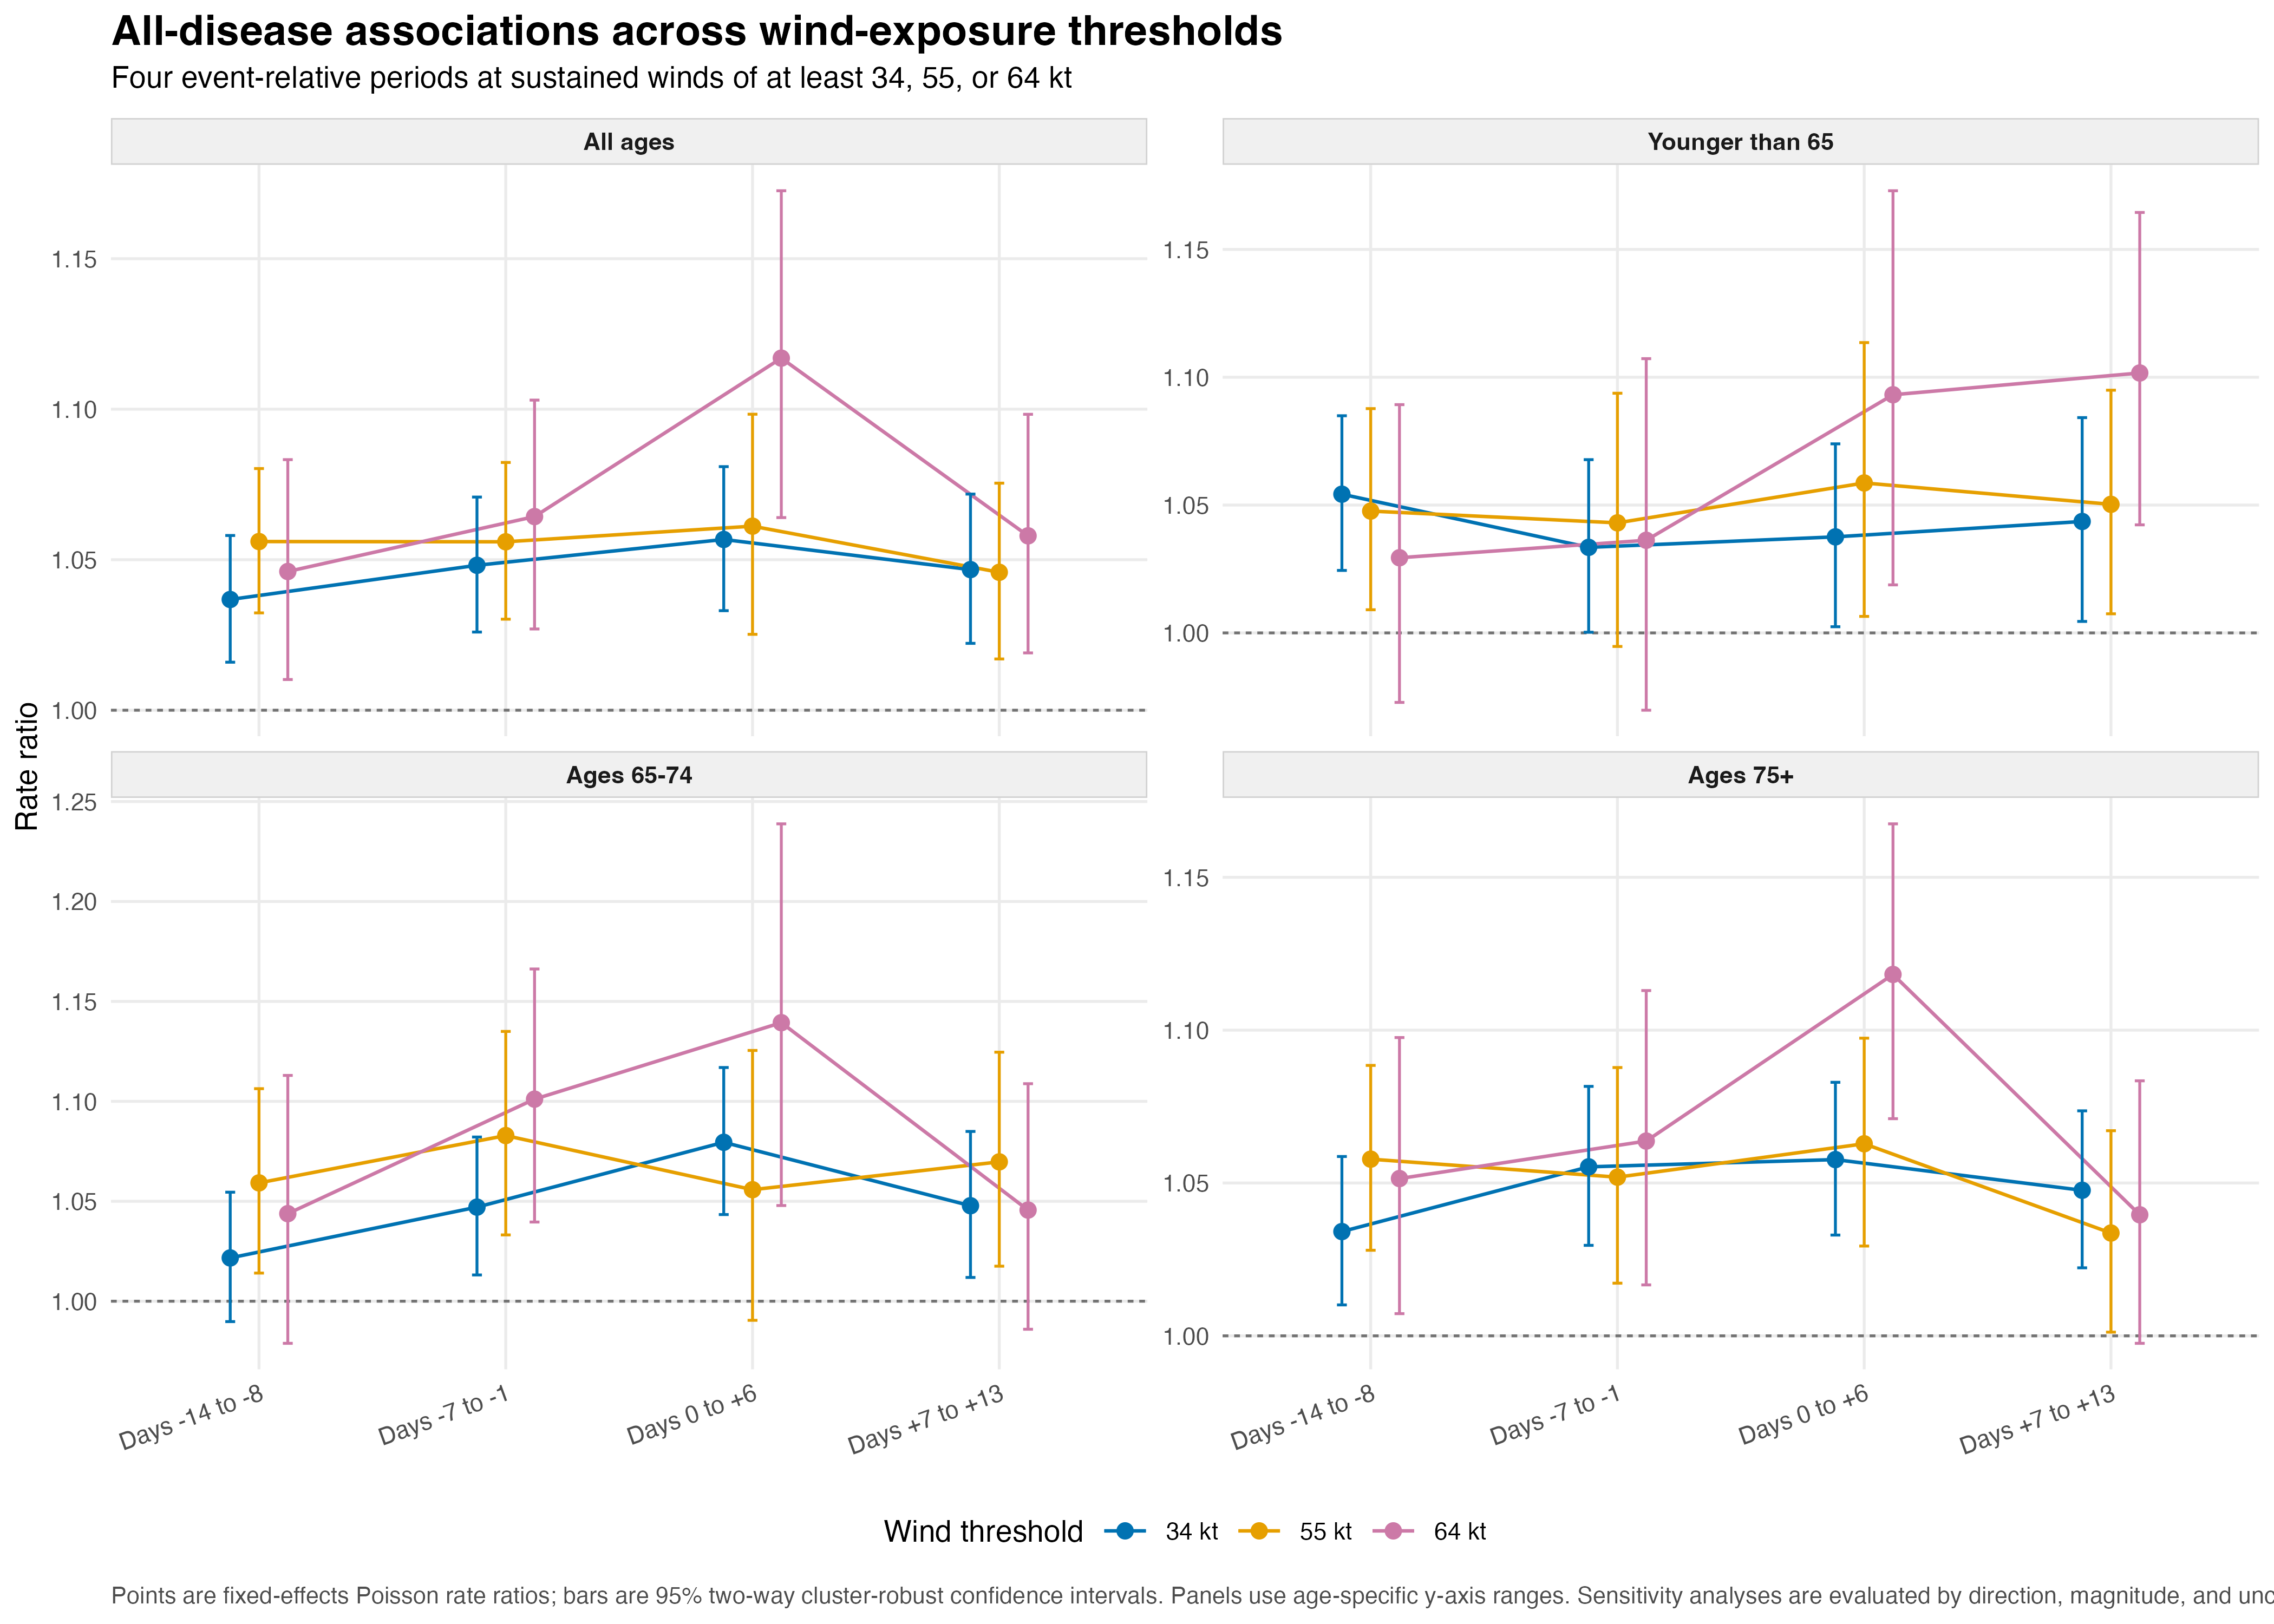 All-disease associations across wind-exposure thresholds
Four event-relative periods at sustained winds of at least 34, 55, or 64 kt
All ages
Younger than 65
1.15
1.10
1.05
1.00
1.15
1.10
1.05
1.00
Rate ratio
Ages 65-74
Ages 75+
1.25
1.20
1.15
1.10
1.05
1.00
1.15
1.10
1.05
1.00
Days -14 to -8
Days -7 to -1
Days 0 to +6
Days +7 to +13
Days -14 to -8
Days -7 to -1
Days 0 to +6
Days +7 to +13
Wind threshold 34 kt 55 kt 64 kt
Points are fixed-effects Poisson rate ratios; bars are 95% two-way cluster-robust confidence intervals. Panels use age-specific y-axis ranges. Sensitivity analyses are evaluated by direction, magnitude, and